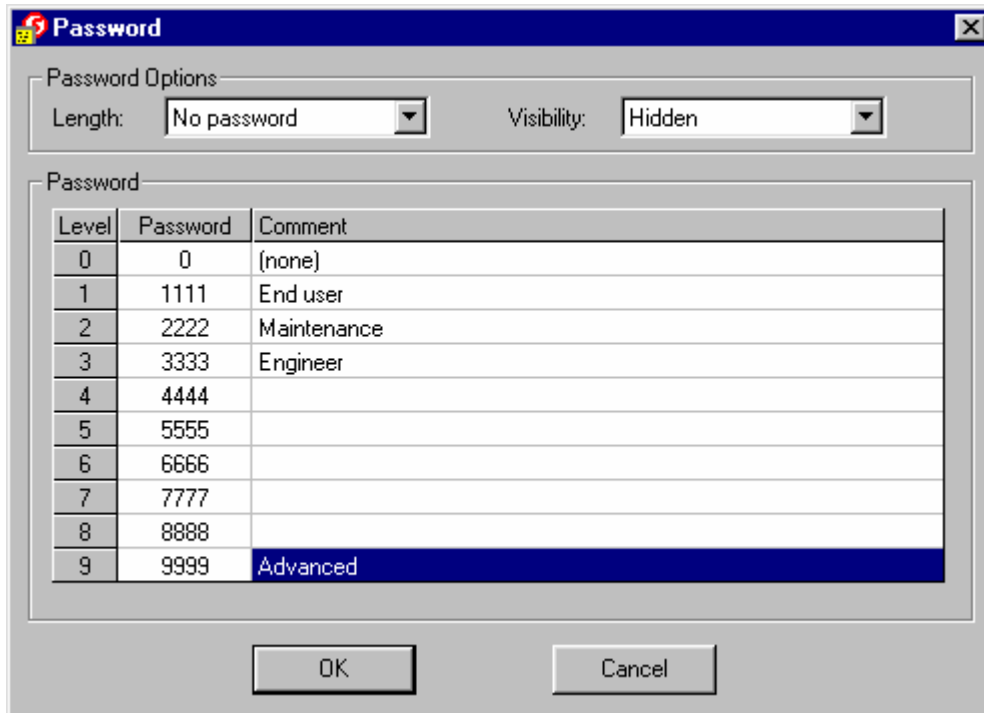 Password
Password Options
Length: No password Visibility: Hidden
Password
Level Password Comment
0 0 (none)
1 1111 End user
2 2222 Maintenance
3 3333 Engineer
4 4444
5 5555
6 6666
7 7777
8 8888
9 9999 Advanced
OK Cancel